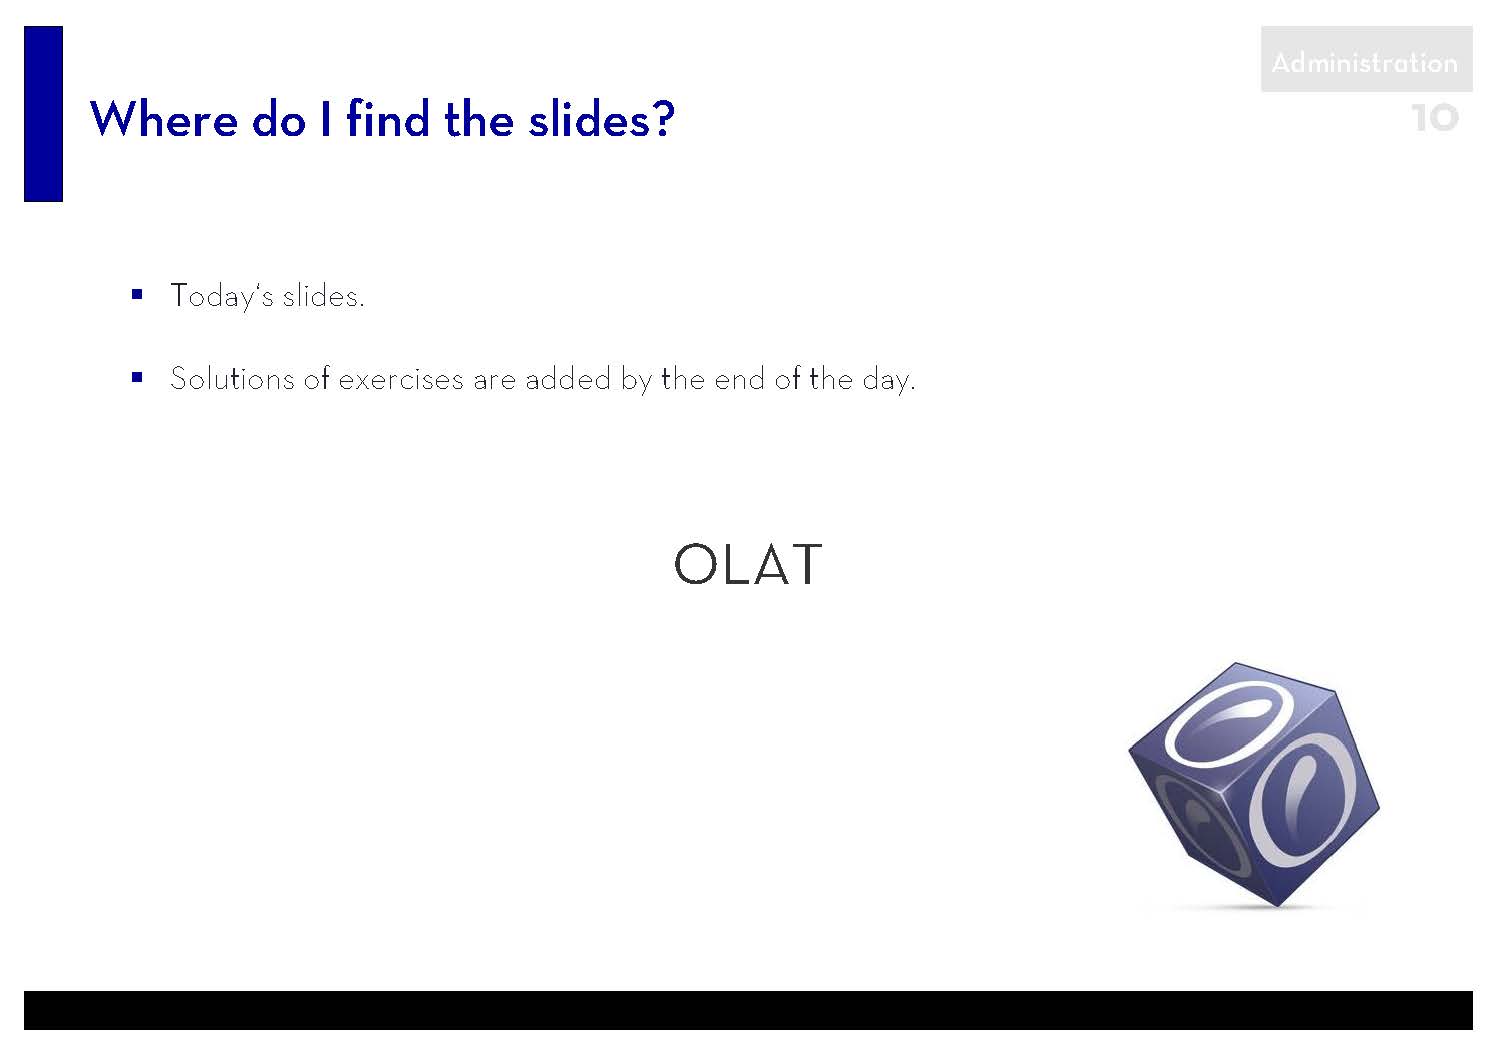 Administration
10
Where do I find the slides?
▪ Today‘s slides.
▪ Solutions of exercises are added by the end of the day.
OLAT